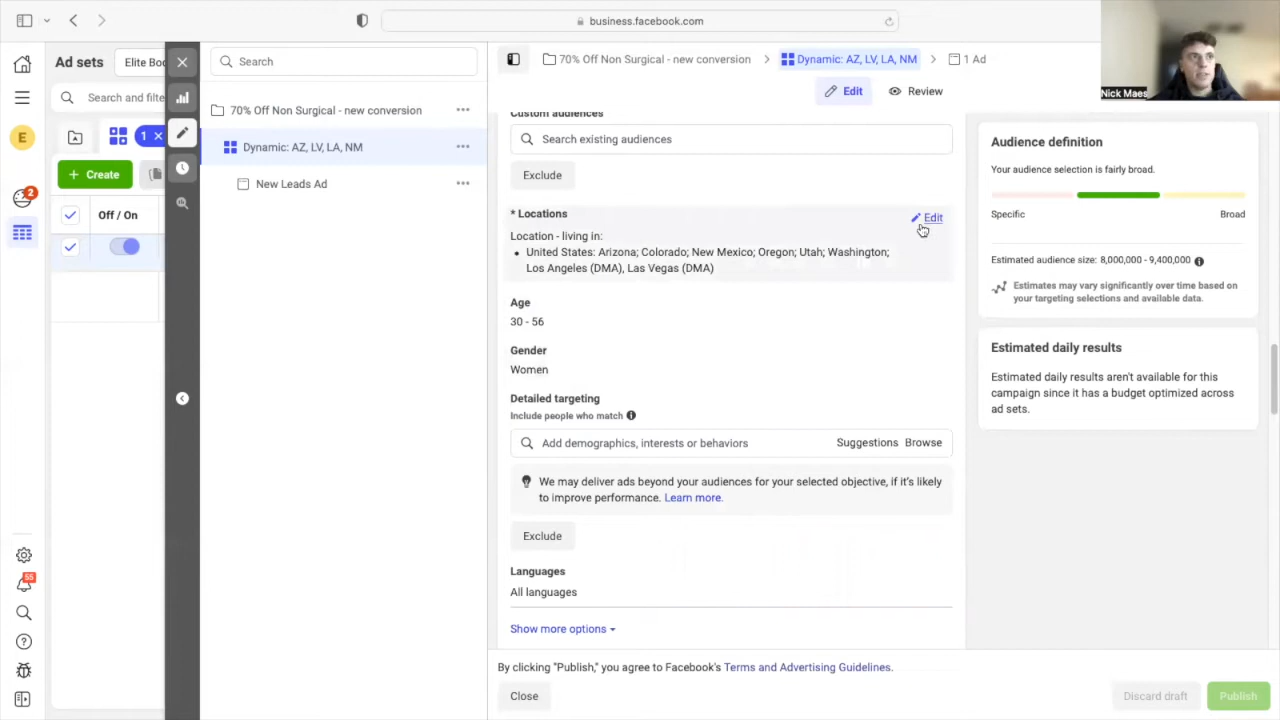 business.facebook.com
Ad sets
Elite Boo
Search
70% Off Non Surgical - new conversion
Dynamic: AZ, LV, LA, NM
1 Ad
Edit
Review
Nick Maes
Search and filte
1
Create
Off / On
E
2
55
70% Off Non Surgical - new conversion
Dynamic: AZ, LV, LA, NM
New Leads Ad
Custom audiences
Search existing audiences
Exclude
* Locations
Edit
Location - living in:
United States: Arizona; Colorado; New Mexico; Oregon; Utah; Washington;
Los Angeles (DMA), Las Vegas (DMA)
Age
30 - 56
Gender
Women
Detailed targeting
Include people who match
Add demographics, interests or behaviors
Suggestions Browse
We may deliver ads beyond your audiences for your selected objective, if it's likely
to improve performance. Learn more.
Exclude
Languages
All languages
Show more options
Audience definition
Your audience selection is fairly broad.
Specific
Broad
Estimated audience size: 8,000,000 - 9,400,000
Estimates may vary significantly over time based on
your targeting selections and available data.
Estimated daily results
Estimated daily results aren't available for this
campaign since it has a budget optimized across
ad sets.
By clicking "Publish," you agree to Facebook's Terms and Advertising Guidelines.
Close
Discard draft
Publish